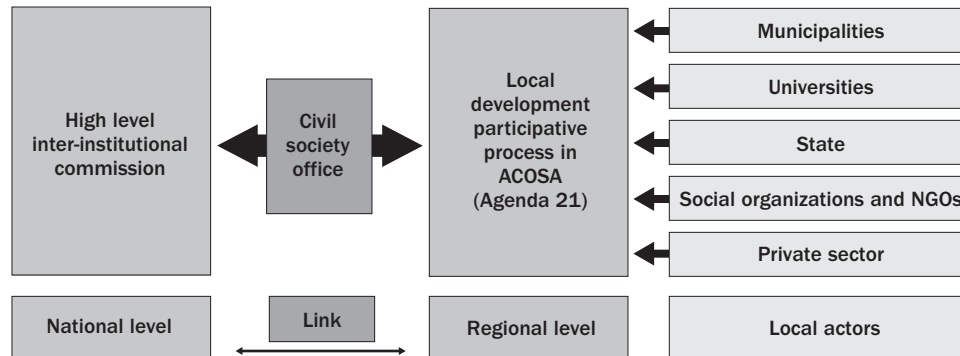 High level
inter-institutional
commission
Civil
society
office
Local
development
participative
process in
ACOSA
(Agenda 21)
Municipalities
Universities
State
Social organizations and NGOs
Private sector
National level
Link
Regional level
Local actors